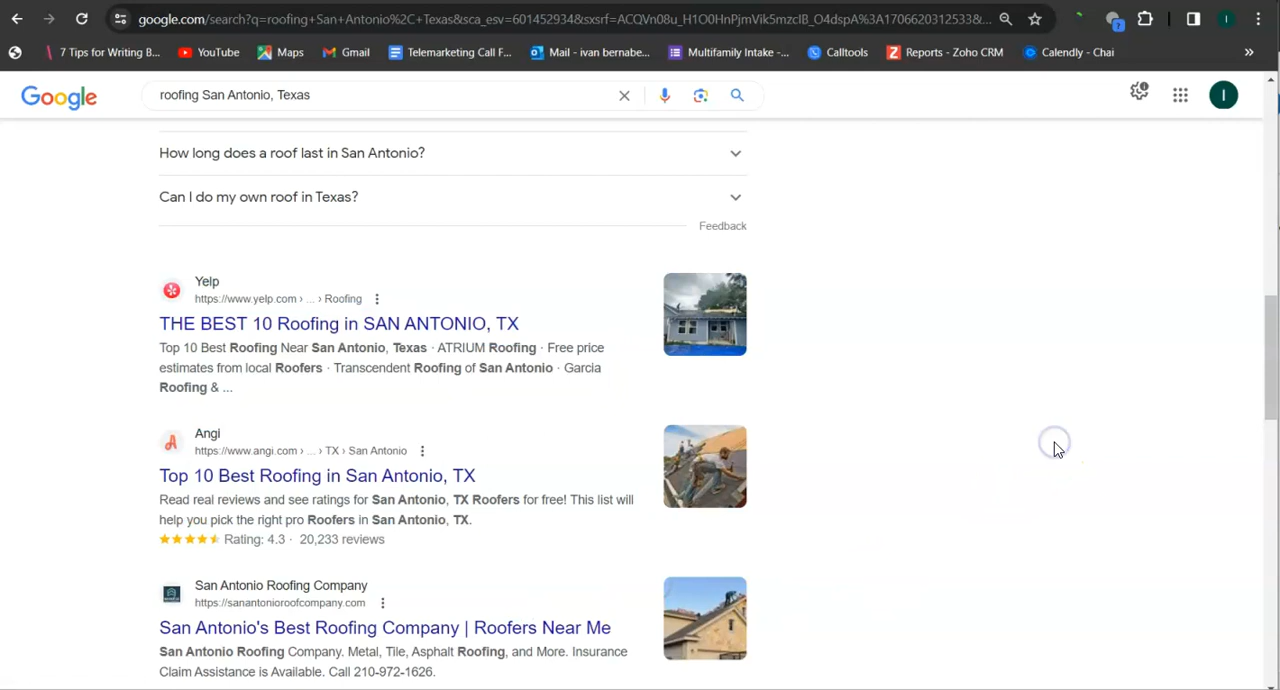 google.com/search?q=roofing+San+Antonio%2C+Texas&sca_esv=601452934&sxsrf=ACQVn08u_H1O0HnPjmVik5mzcIB_O4dspA%3A1706620312533&...
7 Tips for Writing B...
YouTube
Maps
Gmail
Telemarketing Call F...
Mail - ivan bernabe...
Multifamily Intake -...
Calltools
Reports - Zoho CRM
Calendly - Chai
»
Google
roofing San Antonio, Texas
I
How long does a roof last in San Antonio?
Can I do my own roof in Texas?
Feedback
Yelp
https://www.yelp.com › ... › Roofing
THE BEST 10 Roofing in SAN ANTONIO, TX
Top 10 Best Roofing Near San Antonio, Texas · ATRIUM Roofing · Free price
estimates from local Roofers · Transcendent Roofing of San Antonio · Garcia
Roofing & ...
Angi
https://www.angi.com › ... › TX › San Antonio
Top 10 Best Roofing in San Antonio, TX
Read real reviews and see ratings for San Antonio, TX Roofers for free! This list will
help you pick the right pro Roofers in San Antonio, TX.
Rating: 4.3 · 20,233 reviews
San Antonio Roofing Company
https://sanantonioroofcompany.com
San Antonio's Best Roofing Company | Roofers Near Me
San Antonio Roofing Company. Metal, Tile, Asphalt Roofing, and More. Insurance
Claim Assistance is Available. Call 210-972-1626.